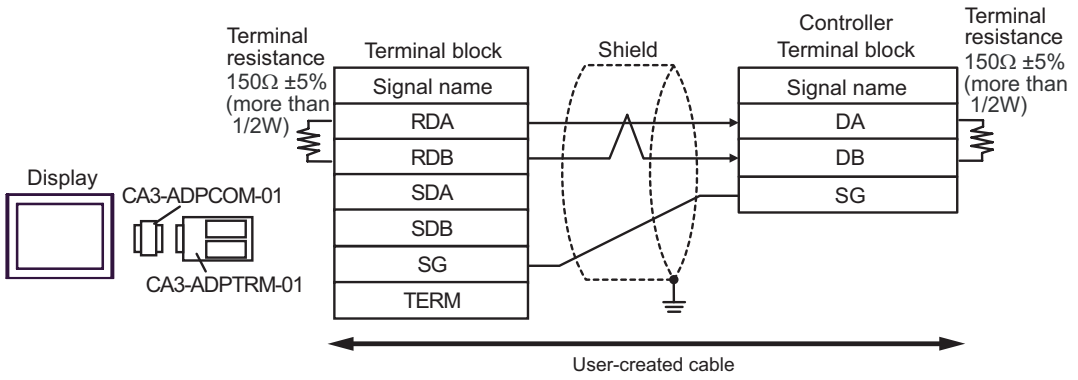 Terminal
resistance
150Ω ±5%
(more than
1/2W)
Terminal block
Signal name
RDA
RDB
SDA
SDB
SG
TERM
Shield
Controller
Terminal block
Signal name
DA
DB
SG
Terminal
resistance
150Ω ±5%
(more than
1/2W)
Display
CA3-ADPCOM-01
CA3-ADPTRM-01
User-created cable